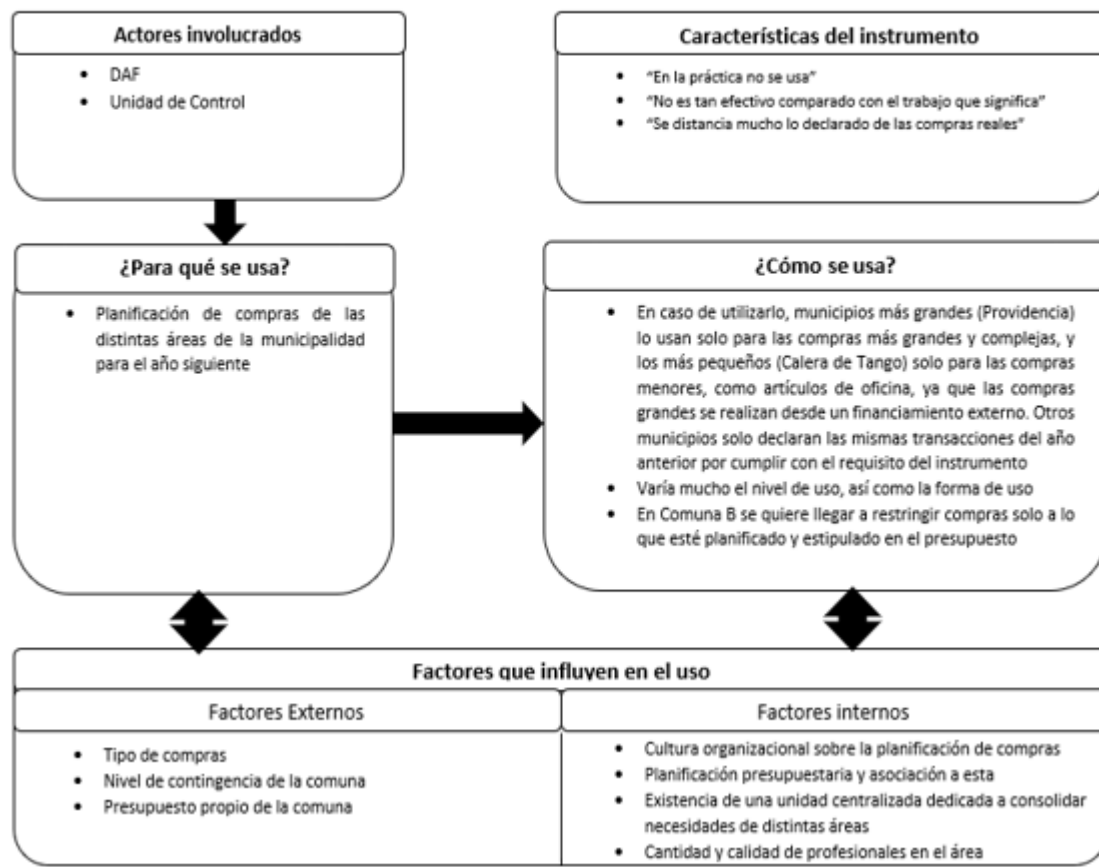 Actores involucrados
• DAF
• Unidad de Control
Características del instrumento
• “En la práctica no se usa”
• “No es tan efectivo comparado con el trabajo que significa”
• “Se distancia mucho lo declarado de las compras reales”
¿Para qué se usa?
• Planificación de compras de las
distintas áreas de la municipalidad
para el año siguiente
¿Cómo se usa?
• En caso de utilizarlo, municipios más grandes (Providencia)
lo usan solo para las compras más grandes y complejas, y
los más pequeños (Calera de Tango) solo para las compras
menores, como artículos de oficina, ya que las compras
grandes se realizan desde un financiamiento externo. Otros
municipios solo declaran las mismas transacciones del año
anterior por cumplir con el requisito del instrumento
• Varía mucho el nivel de uso, así como la forma de uso
• En Comuna B se quiere llegar a restringir compras solo a lo
que esté planificado y estipulado en el presupuesto
Factores que influyen en el uso
Factores Externos
• Tipo de compras
• Nivel de contingencia de la comuna
• Presupuesto propio de la comuna
Factores internos
• Cultura organizacional sobre la planificación de compras
• Planificación presupuestaria y asociación a esta
• Existencia de una unidad centralizada dedicada a consolidar
necesidades de distintas áreas
• Cantidad y calidad de profesionales en el área